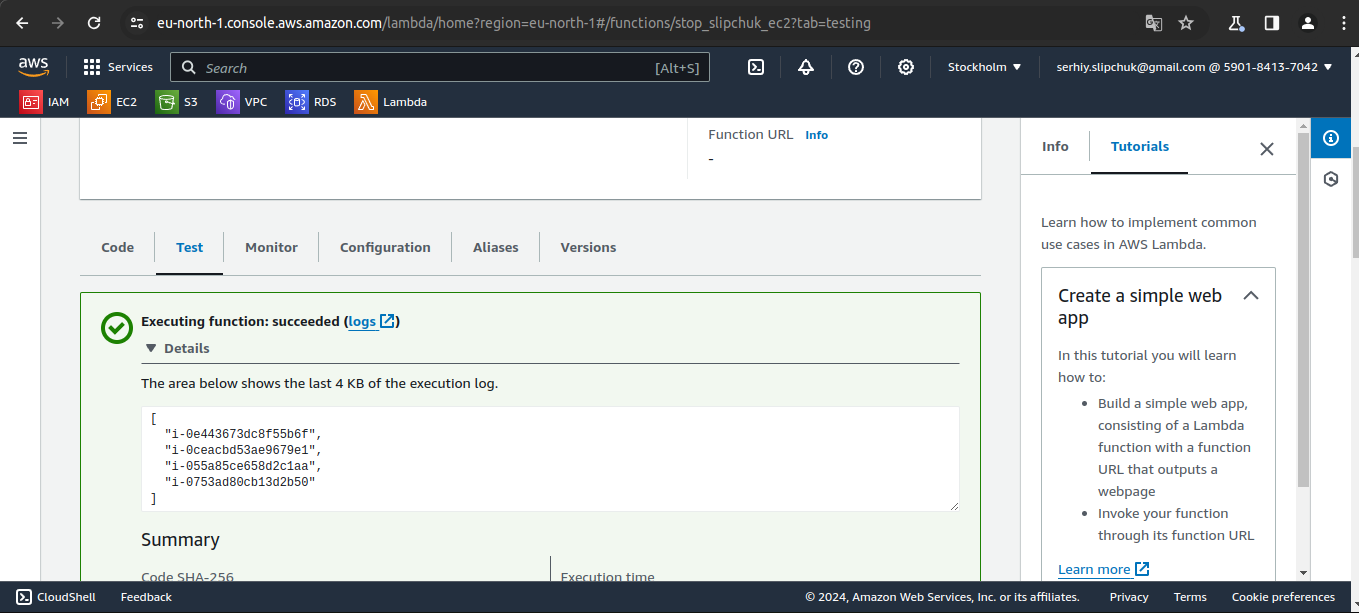 eu-north-1.console.aws.amazon.com/lambda/home?region=eu-north-1#/functions/stop_slipchuk_ec2?tab=testing
aws
Services
Search
[Alt+S]
Stockholm
serhiy.slipchuk@gmail.com @ 5901-8413-7042
IAM
EC2
S3
VPC
RDS
Lambda
Function URL Info
-
Code
Test
Monitor
Configuration
Aliases
Versions
Executing function: succeeded (logs)
Details
The area below shows the last 4 KB of the execution log.
[
"i-0e443673dc8f55b6f",
"i-0ceacbd53ae9679e1",
"i-055a85ce658d2c1aa",
"i-0753ad80cb13d2b50"
]
Summary
Code SHA-256
Execution time
Info
Tutorials
Learn how to implement common
use cases in AWS Lambda.
Create a simple web
app
In this tutorial you will learn
how to:
• Build a simple web app,
consisting of a Lambda
function with a function
URL that outputs a
webpage
• Invoke your function
through its function URL
Learn more
CloudShell
Feedback
© 2024, Amazon Web Services, Inc. or its affiliates.
Privacy
Terms
Cookie preferences